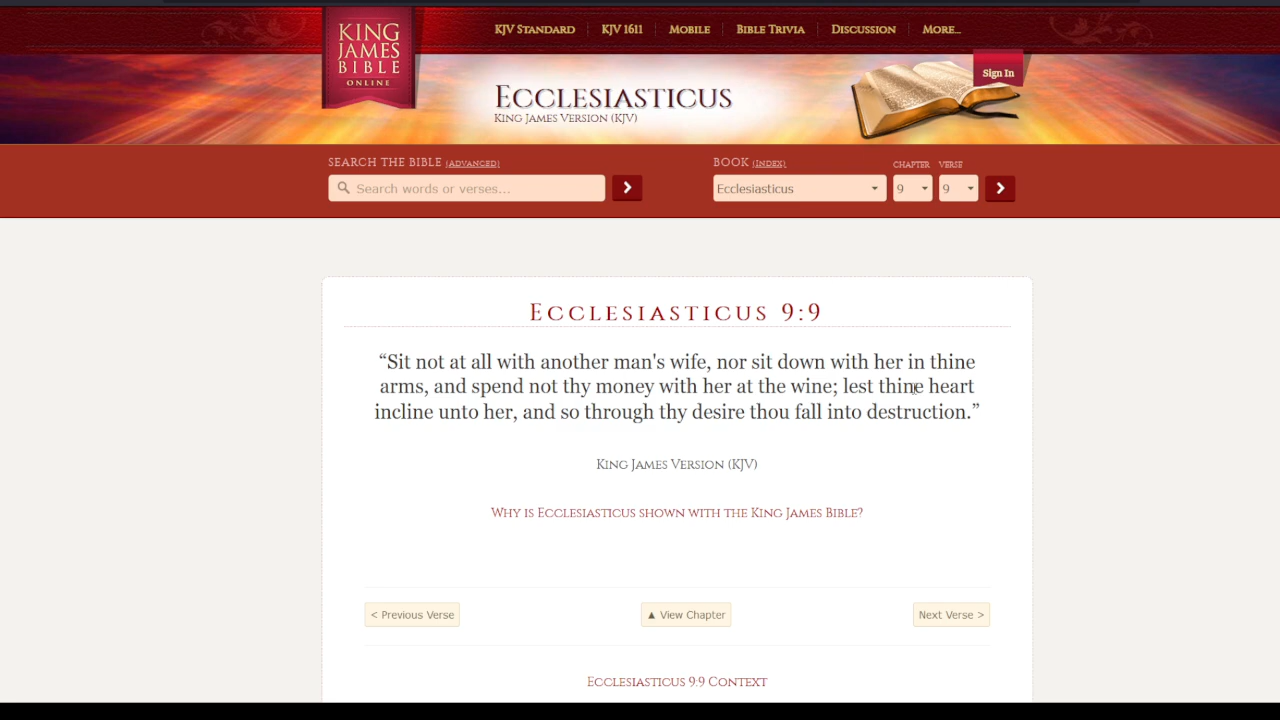 KING
JAMES
BIBLE
ONLINE
KJV STANDARD
KJV 1611
MOBILE
BIBLE TRIVIA
DISCUSSION
MORE...
Sign In
ECCLESIASTICUS
KING JAMES VERSION (KJV)
SEARCH THE BIBLE (ADVANCED)
BOOK (INDEX)
CHAPTER
VERSE
Search words or verses...
Ecclesiasticus
9
9
ECCLESIASTICUS 9:9
“Sit not at all with another man's wife, nor sit down with her in thine
arms, and spend not thy money with her at the wine; lest thine heart
incline unto her, and so through thy desire thou fall into destruction.”
KING JAMES VERSION (KJV)
WHY IS ECCLESIASTICUS SHOWN WITH THE KING JAMES BIBLE?
< Previous Verse
▲ View Chapter
Next Verse >
ECCLESIASTICUS 9:9 CONTEXT